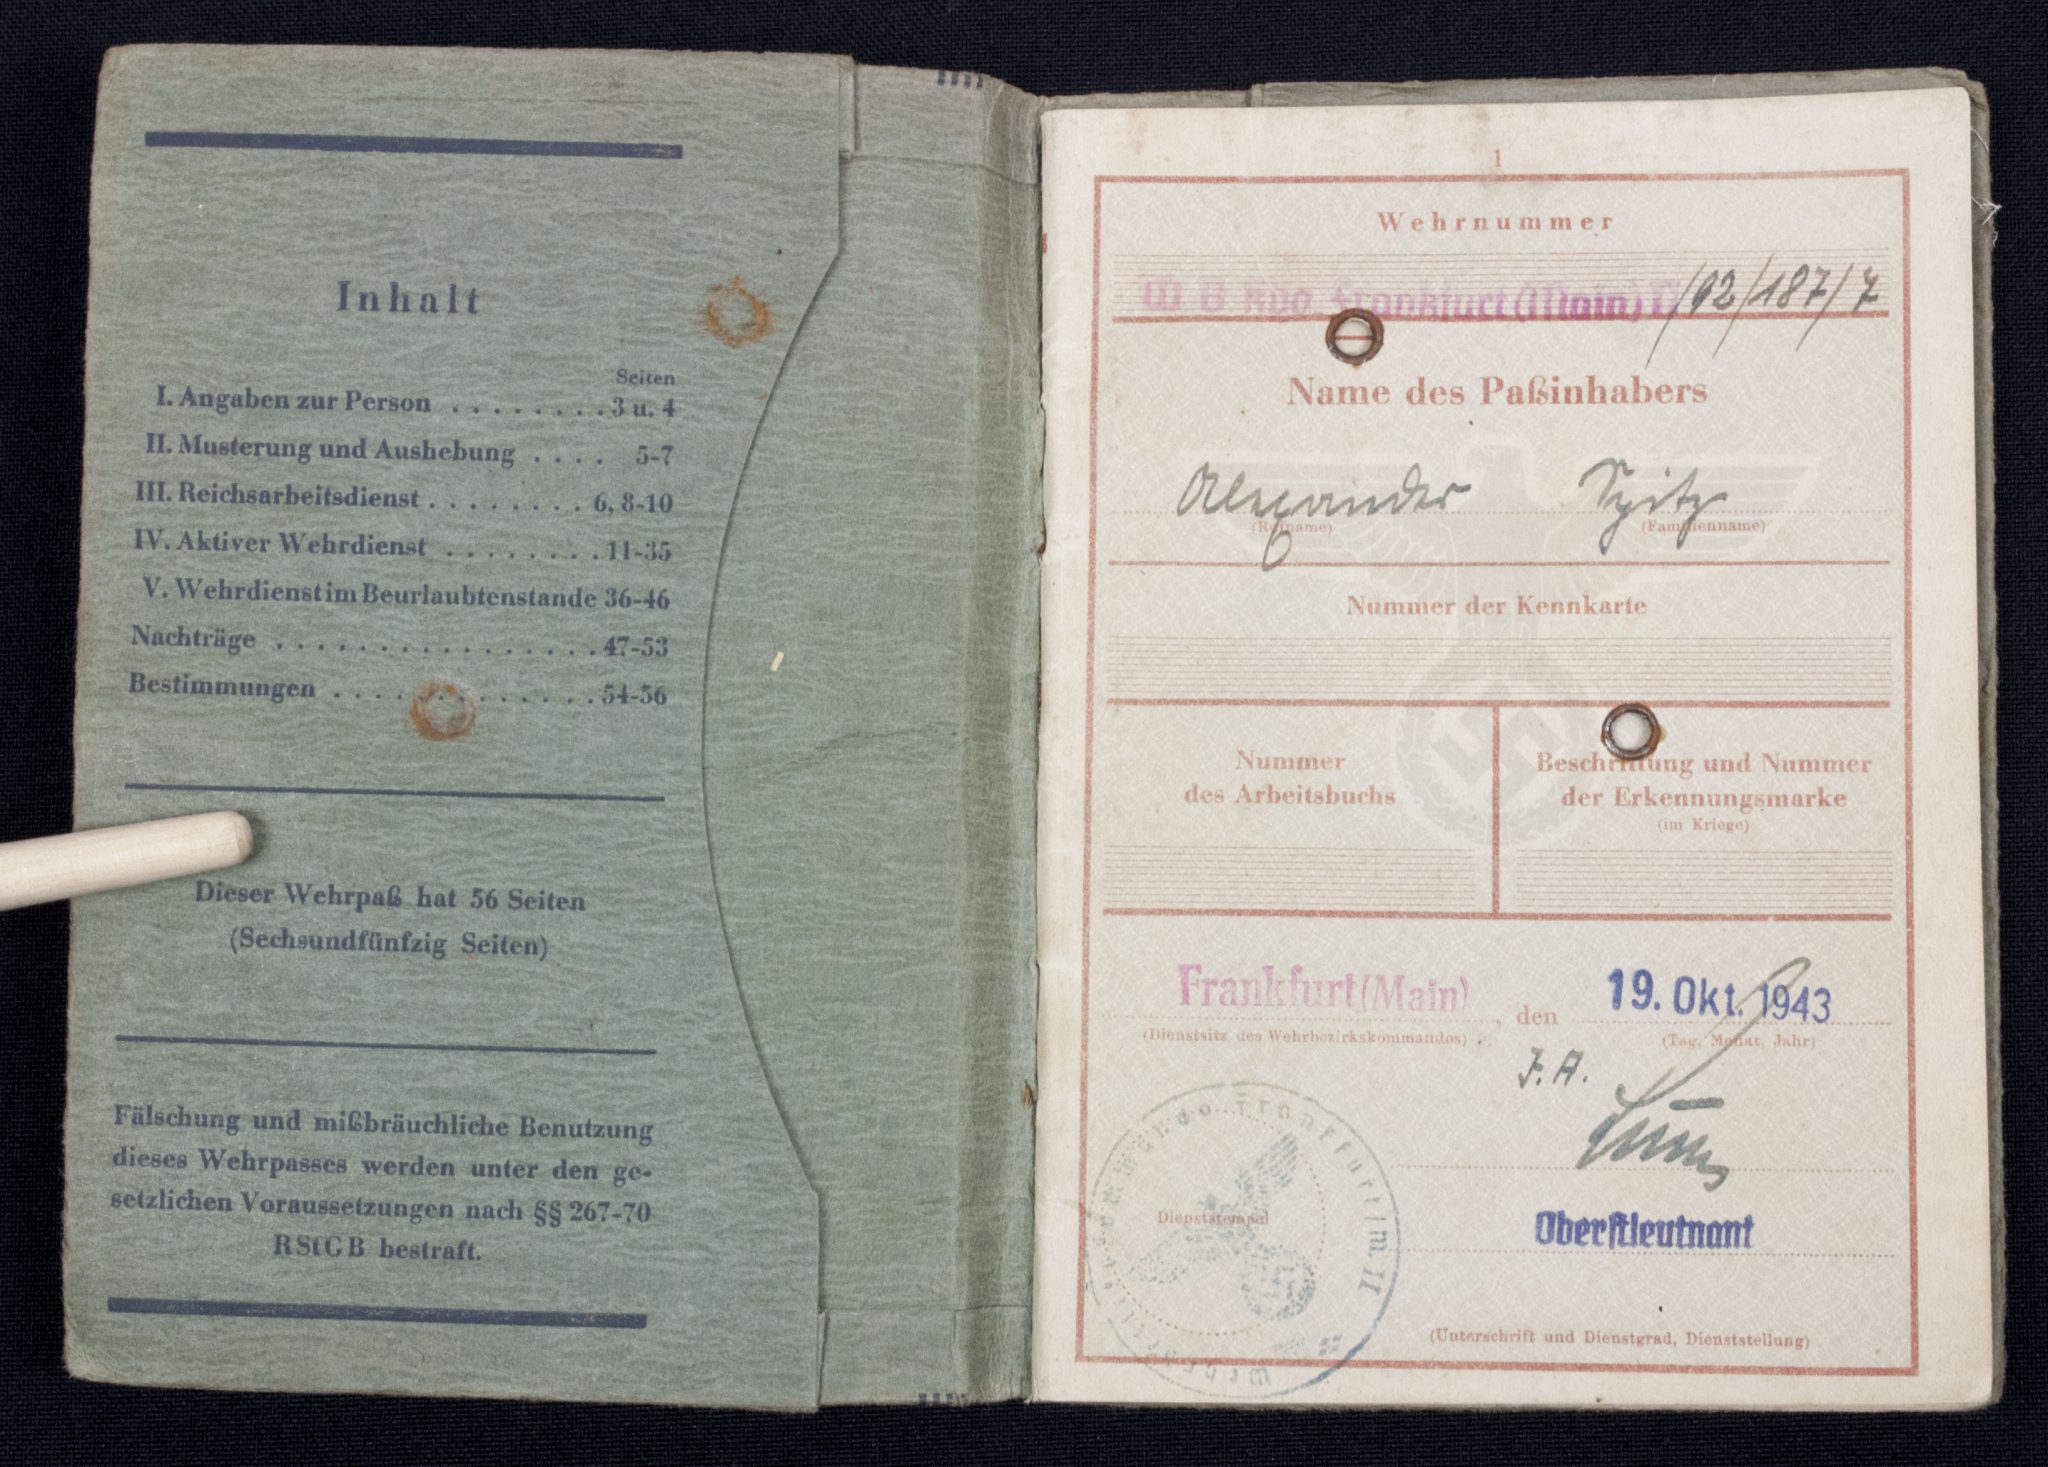 Inhalt
Seiten
I. Angaben zur Person . . . . . . . . 3 u. 4
II. Musterung und Aushebung . . . . 5-7
III. Reichsarbeitsdienst . . . . . . . . 6, 8-10
IV. Aktiver Wehrdienst . . . . . . . . 11-35
V. Wehrdienst im Beurlaubtenstande 36-46
Nachträge . . . . . . . . . . . . . . . . 47-53
Bestimmungen . . . . . . . . . . . . . 54-56
Dieser Wehrpaß hat 56 Seiten
(Sechsundfünfzig Seiten)
Fälschung und mißbräuchliche Benutzung
dieses Wehrpasses werden unter den ge-
setzlichen Voraussetzungen nach §§ 267-70
RStGB bestraft.
1
Wehrnummer
W B Kdo Frankfurt (Main) /92/187/7
Name des Paßinhabers
Alexander Spitz
(Rufname) (Familienname)
Nummer der Kennkarte
Nummer
des Arbeitsbuchs
Beschriftung und Nummer
der Erkennungsmarke
(im Kriege)
Frankfurt (Main) , den 19. Okt. 1943
(Dienstsitz des Wehrbezirkskommandos) (Tag, Monat, Jahr)
J. A.
Dienststempel
Oberstleutnant
(Unterschrift und Dienstgrad, Dienststellung)